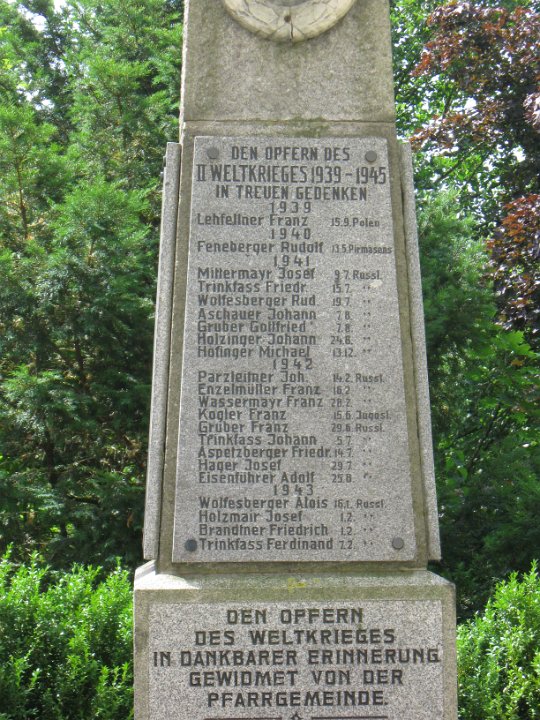 DEN OPFERN DES
II WELTKRIEGES 1939-1945
IN TREUEN GEDENKEN
1939
Lehfellner Franz 15.9. Polen
1940
Feneberger Rudolf 13.5. Pirmasens
1941
Mittermayr Josef 9.7. Russl.
Trinkfass Friedr. 15.7. "
Wolfesberger Rud 19.7. "
Aschauer Johann 7.8. "
Gruber Gottfried 7.8. "
Holzinger Johann 24.8. "
Höfinger Michael 13.12. "
1942
Parzleitner Joh. 14.2. Russl.
Enzelmüller Franz 16.2. "
Wassermayr Franz 28.2. "
Kogler Franz 15.6. Jugosl.
Gruber Franz 29.6. Russl.
Trinkfass Johann 5.7. "
Aspetzberger Friedr. 14.7. "
Hager Josef 29.7. "
Eisenführer Adolf 25.8. "
1943
Wolfesberger Alois 16.1. Russl.
Holzmair Josef 1.2. "
Brandlner Friedrich 1.2. "
Trinkfass Ferdinand 7.2. "
DEN OPFERN
DES WELTKRIEGES
IN DANKBARER ERINNERUNG
GEWIDMET VON DER
PFARRGEMEINDE.